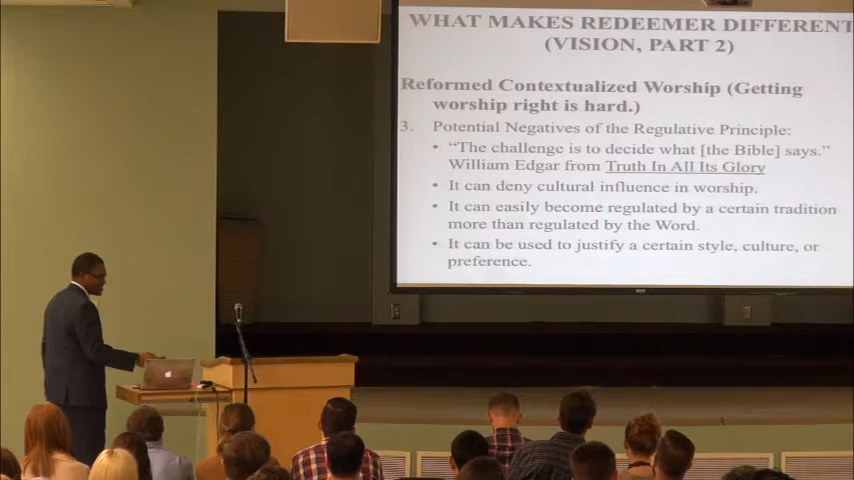 WHAT MAKES REDEEMER DIFFERENT
(VISION, PART 2)
Reformed Contextualized Worship (Getting
worship right is hard.)
3. Potential Negatives of the Regulative Principle:
• “The challenge is to decide what [the Bible] says.”
William Edgar from Truth In All Its Glory
• It can deny cultural influence in worship.
• It can easily become regulated by a certain tradition
more than regulated by the Word.
• It can be used to justify a certain style, culture, or
preference.